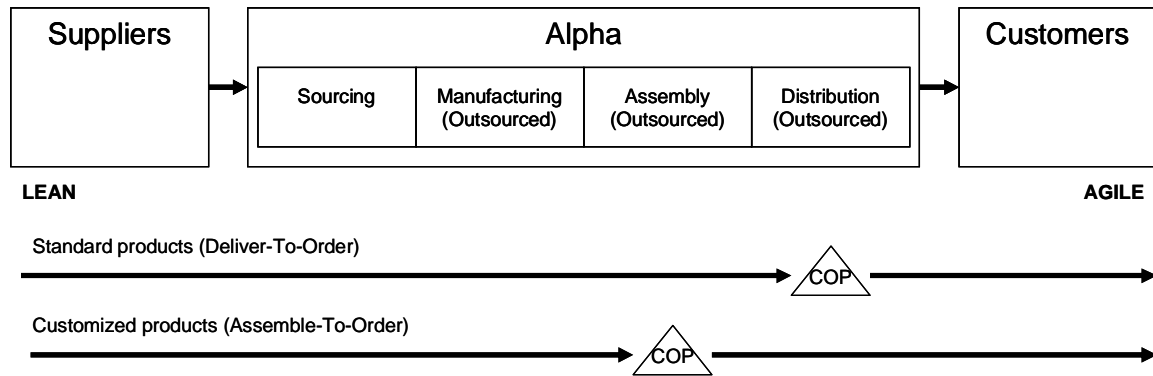 Suppliers
Alpha
Customers
Sourcing
Manufacturing
(Outsourced)
Assembly
(Outsourced)
Distribution
(Outsourced)
LEAN
AGILE
Standard products (Deliver-To-Order)
COP
Customized products (Assemble-To-Order)
COP